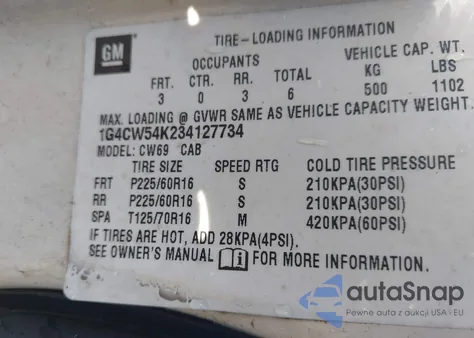 GM
TIRE-LOADING INFORMATION
OCCUPANTS VEHICLE CAP. WT.
FRT. CTR. RR. TOTAL KG LBS
3 0 3 6 500 1102
MAX. LOADING @ GVWR SAME AS VEHICLE CAPACITY WEIGHT.
1G4CW54K234127734
MODEL: CW69 CAB
TIRE SIZE SPEED RTG COLD TIRE PRESSURE
FRT P225/60R16 S 210KPA(30PSI)
RR P225/60R16 S 210KPA(30PSI)
SPA T125/70R16 M 420KPA(60PSI)
IF TIRES ARE HOT, ADD 28KPA(4PSI).
SEE OWNER'S MANUAL i FOR MORE INFORMATION.
autoSnap
Pewne auto z aukcji USA i EU